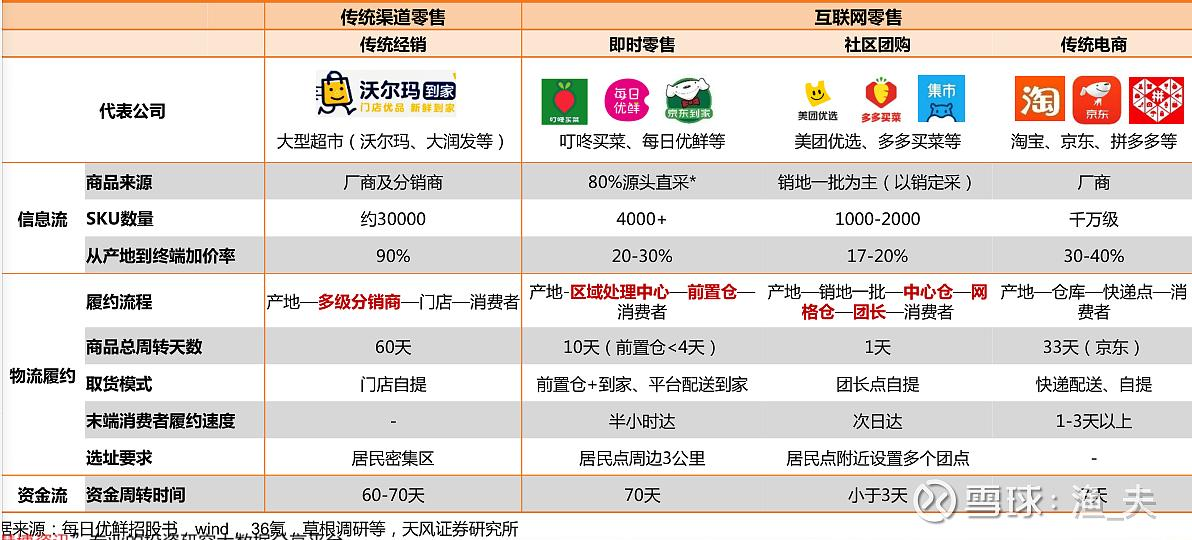 传统渠道零售 互联网零售
传统经销 即时零售 社区团购 传统电商
代表公司
沃尔玛 到家
门店优品 新鲜到家
叮咚买菜
每日优鲜
京东到家
美团优选
多多买菜
集市
淘
京东
拼
大型超市（沃尔玛、大润发等） 叮咚买菜、每日优鲜等 美团优选、多多买菜等 淘宝、京东、拼多多等
信息流
商品来源 厂商及分销商 80%源头直采* 销地一批为主（以销定采） 厂商
SKU数量 约30000 4000+ 1000-2000 千万级
从产地到终端加价率 90% 20-30% 17-20% 30-40%
物流履约
履约流程 产地—多级分销商—门店—消费者
产地-区域处理中心—前置仓—
消费者
产地—销地一批—中心仓—网
格仓—团长—消费者
产地—仓库—快递点—消
费者
商品总周转天数 60天 10天（前置仓<4天） 1天 33天（京东）
取货模式 门店自提 前置仓+到家、平台配送到家 团长点自提 快递配送、自提
末端消费者履约速度 - 半小时达 次日达 1-3天以上
选址要求 居民密集区 居民点周边3公里 居民点附近设置多个团点 -
资金流 资金周转时间 60-70天 70天 小于3天 天
雪球：渔_夫
居来源：每日优鲜招股书，wind，36氪，草根调研等，天风证券研究所